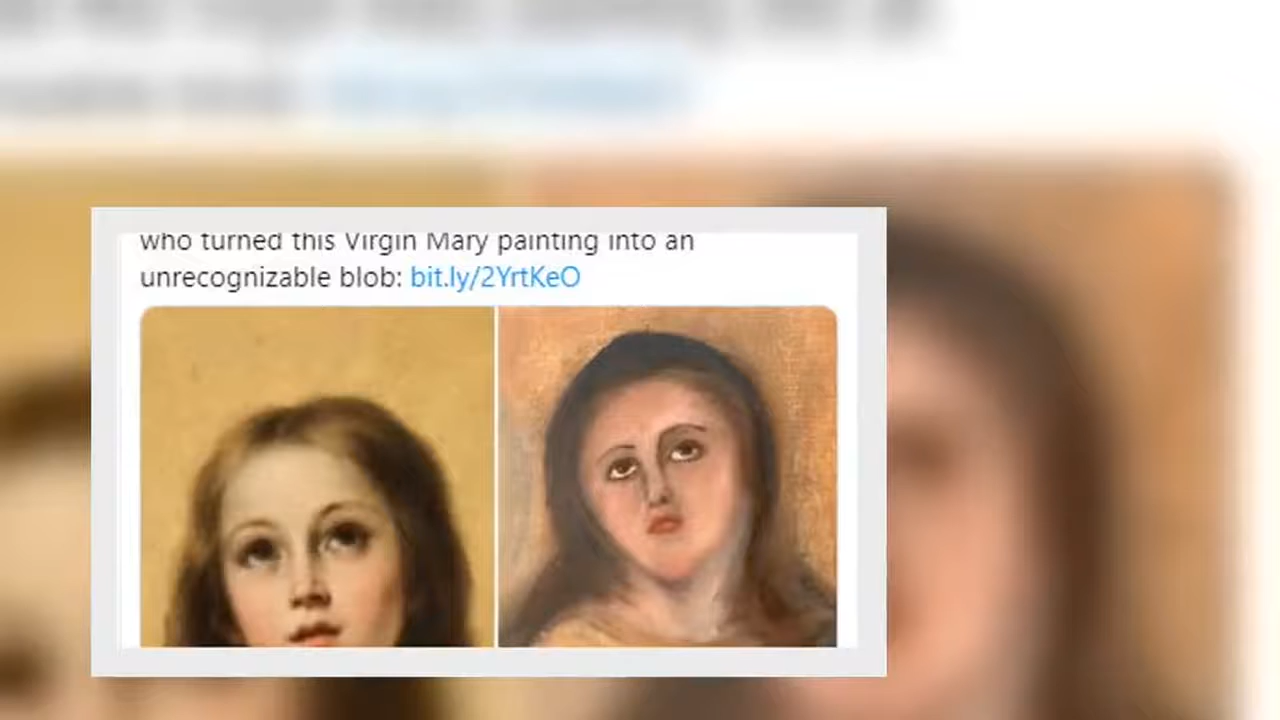 who turned this Virgin Mary painting into an
unrecognizable blob: bit.ly/2YrtKeO